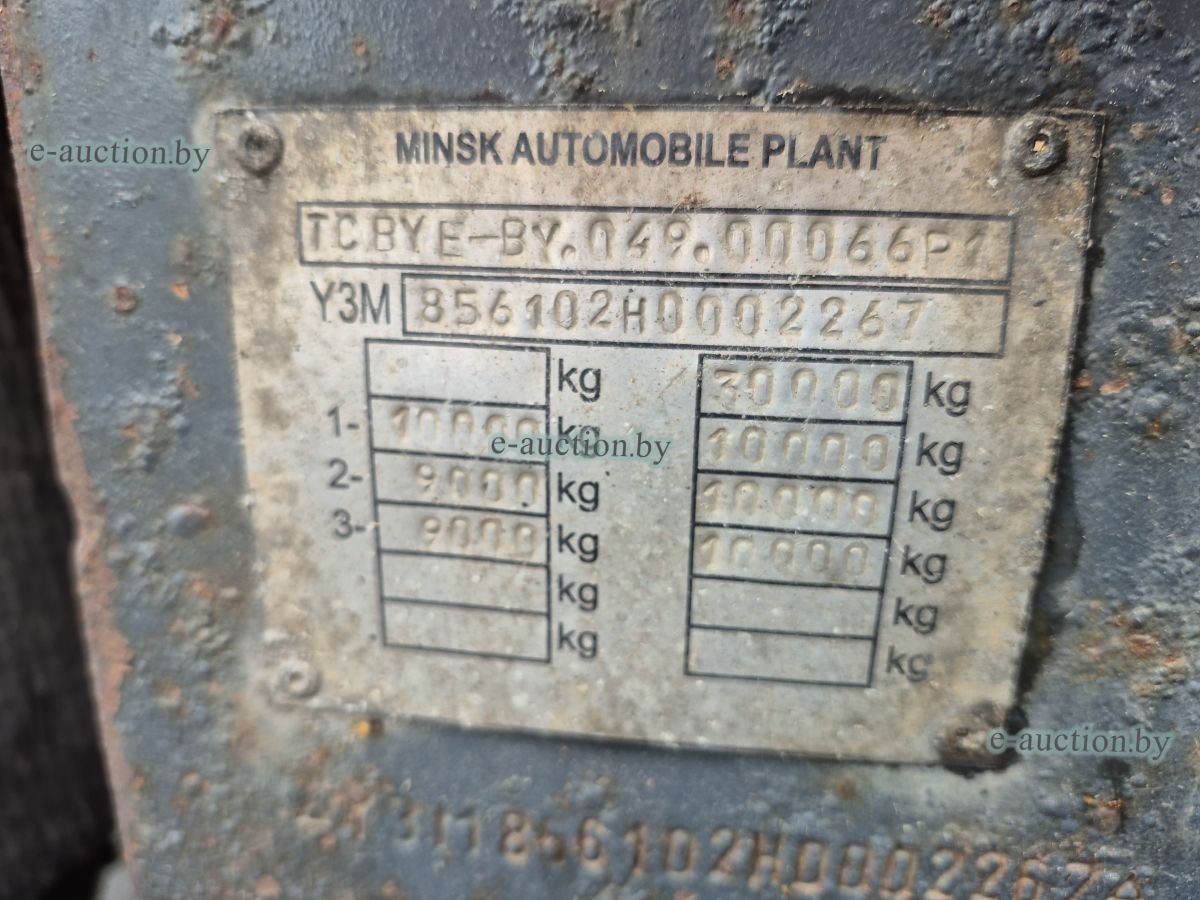 MINSK AUTOMOBILE PLANT
e-auction.by
TC BY E-BY.049.00066P1
Y3M 856102H0002267
kg 30000 kg
1- 10000 kg 10000 kg
e-auction.by
2- 9000 kg 10000 kg
3- 9000 kg 10000 kg
kg kg
kg kg
e-auction.by
Y3M856102H0002267